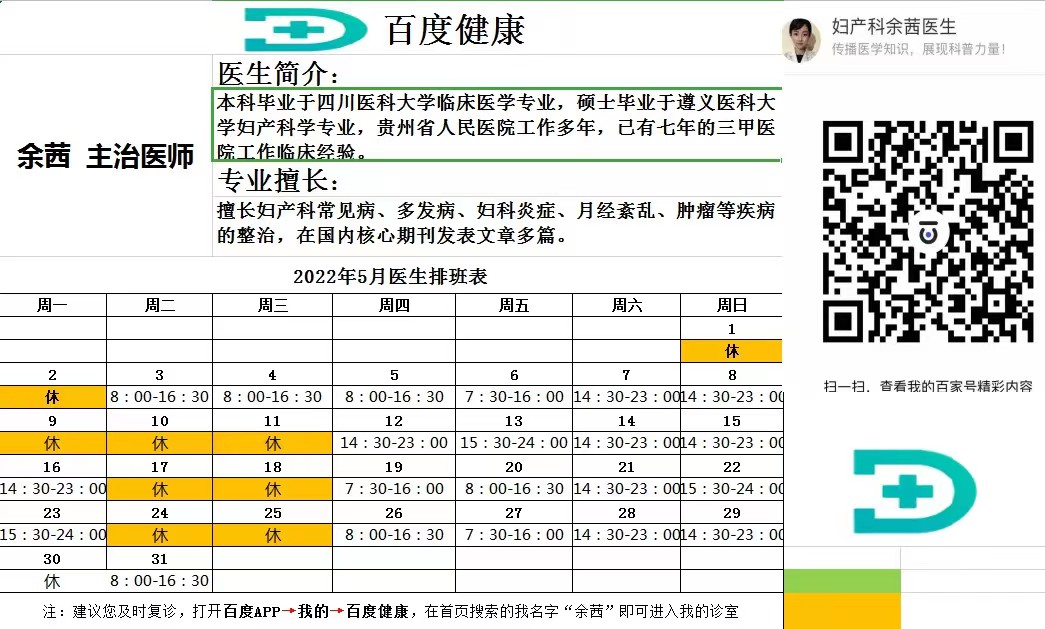 百度健康
妇产科余茜医生
传播医学知识，展现科普力量！
余茜 主治医师
医生简介：
本科毕业于四川医科大学临床医学专业，硕士毕业于遵义医科大
学妇产科学专业，贵州省人民医院工作多年，已有七年的三甲医
院工作临床经验。
专业擅长：
擅长妇产科常见病、多发病、妇科炎症、月经紊乱、肿瘤等疾病
的整治，在国内核心期刊发表文章多篇。
扫一扫，查看我的百家号精彩内容
2022年5月医生排班表
周一 周二 周三 周四 周五 周六 周日
1
休
2 3 4 5 6 7 8
休 8：00-16：30 8：00-16：30 8：00-16：30 7：30-16：00 14：30-23：00 14：30-23：00
9 10 11 12 13 14 15
休 休 休 14：30-23：00 15：30-24：00 14：30-23：00 14：30-23：00
16 17 18 19 20 21 22
14：30-23：00 休 休 7：30-16：00 8：00-16：30 14：30-23：00 15：30-24：00
23 24 25 26 27 28 29
15：30-24：00 休 休 8：00-16：30 7：30-16：00 14：30-23：00 14：30-23：00
30 31
休 8：00-16：30
注：建议您及时复诊，打开百度APP→我的→百度健康，在首页搜索的我名字“余茜”即可进入我的诊室